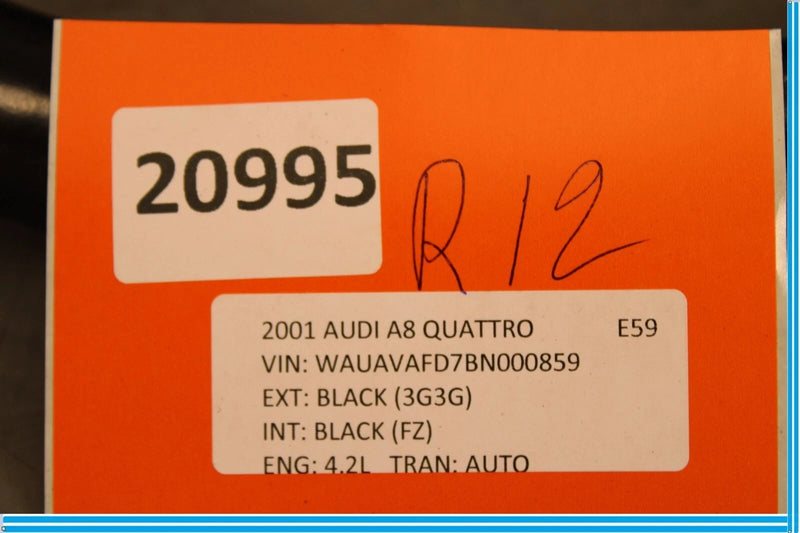 20995
R12
2001 AUDI A8 QUATTRO E59
VIN: WAUAVAFD7BN000859
EXT: BLACK (3G3G)
INT: BLACK (FZ)
ENG: 4.2L TRAN: AUTO